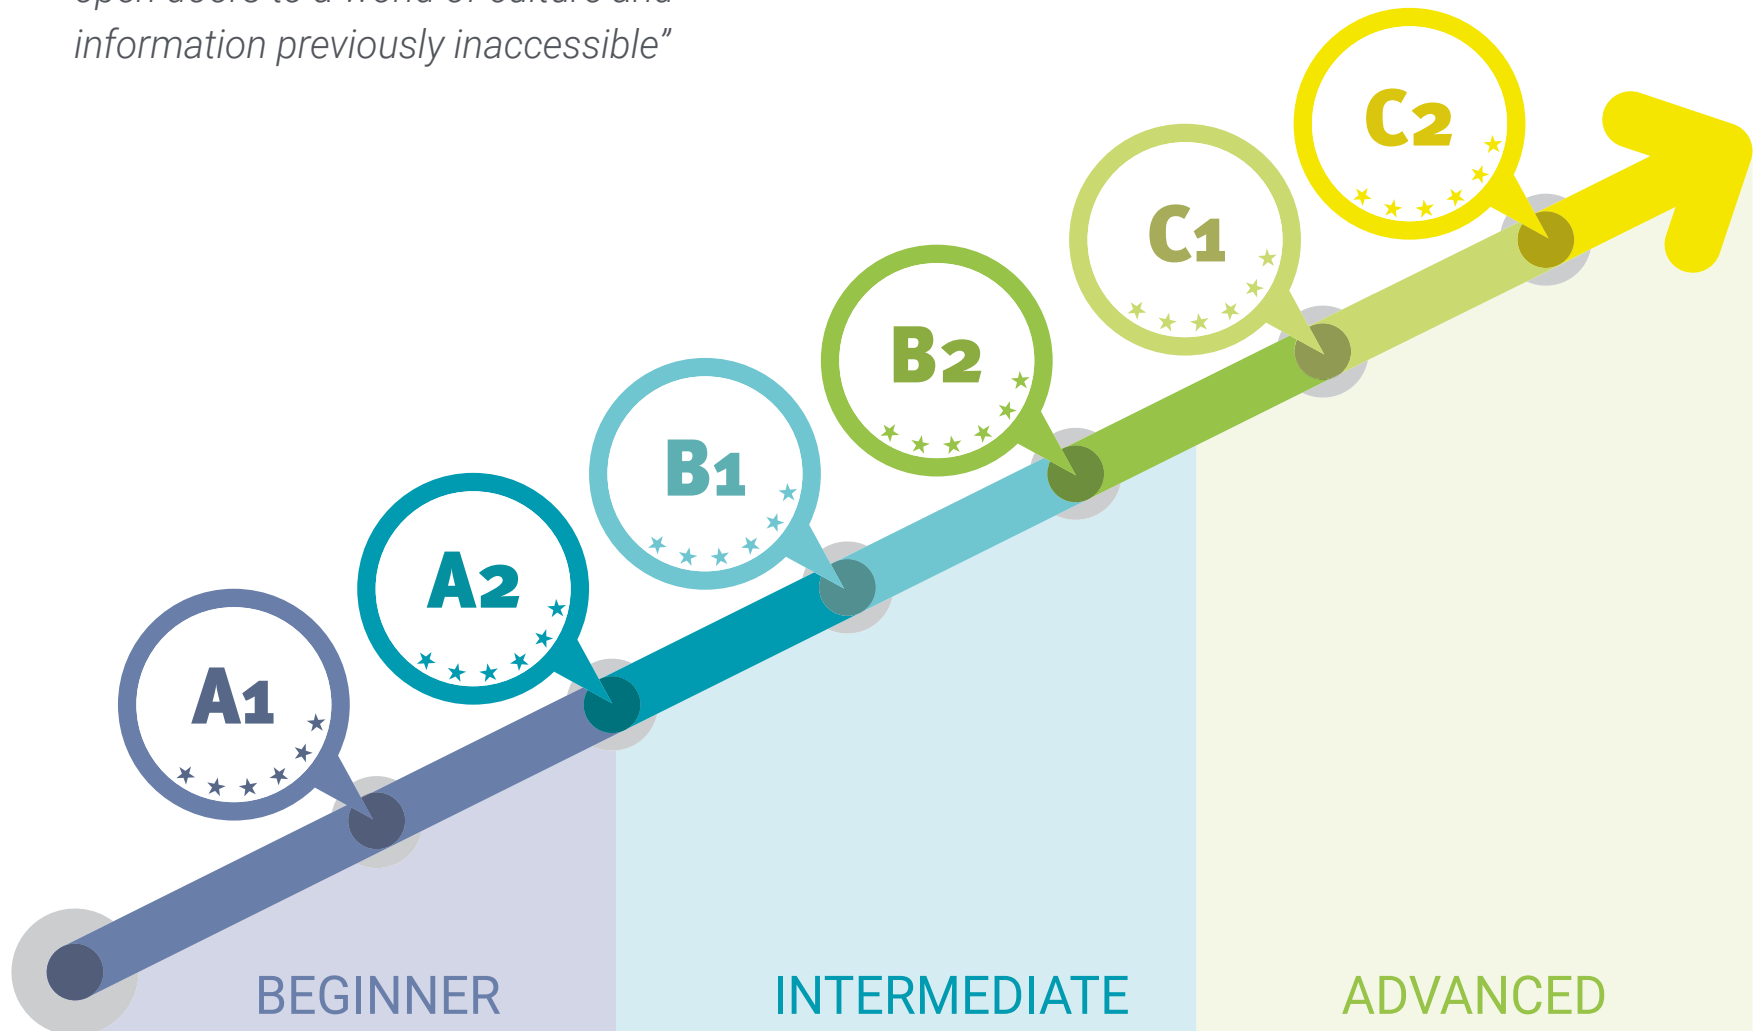 information previously inaccessible”
C2
C1
B2
B1
A2
A1
BEGINNER
INTERMEDIATE
ADVANCED